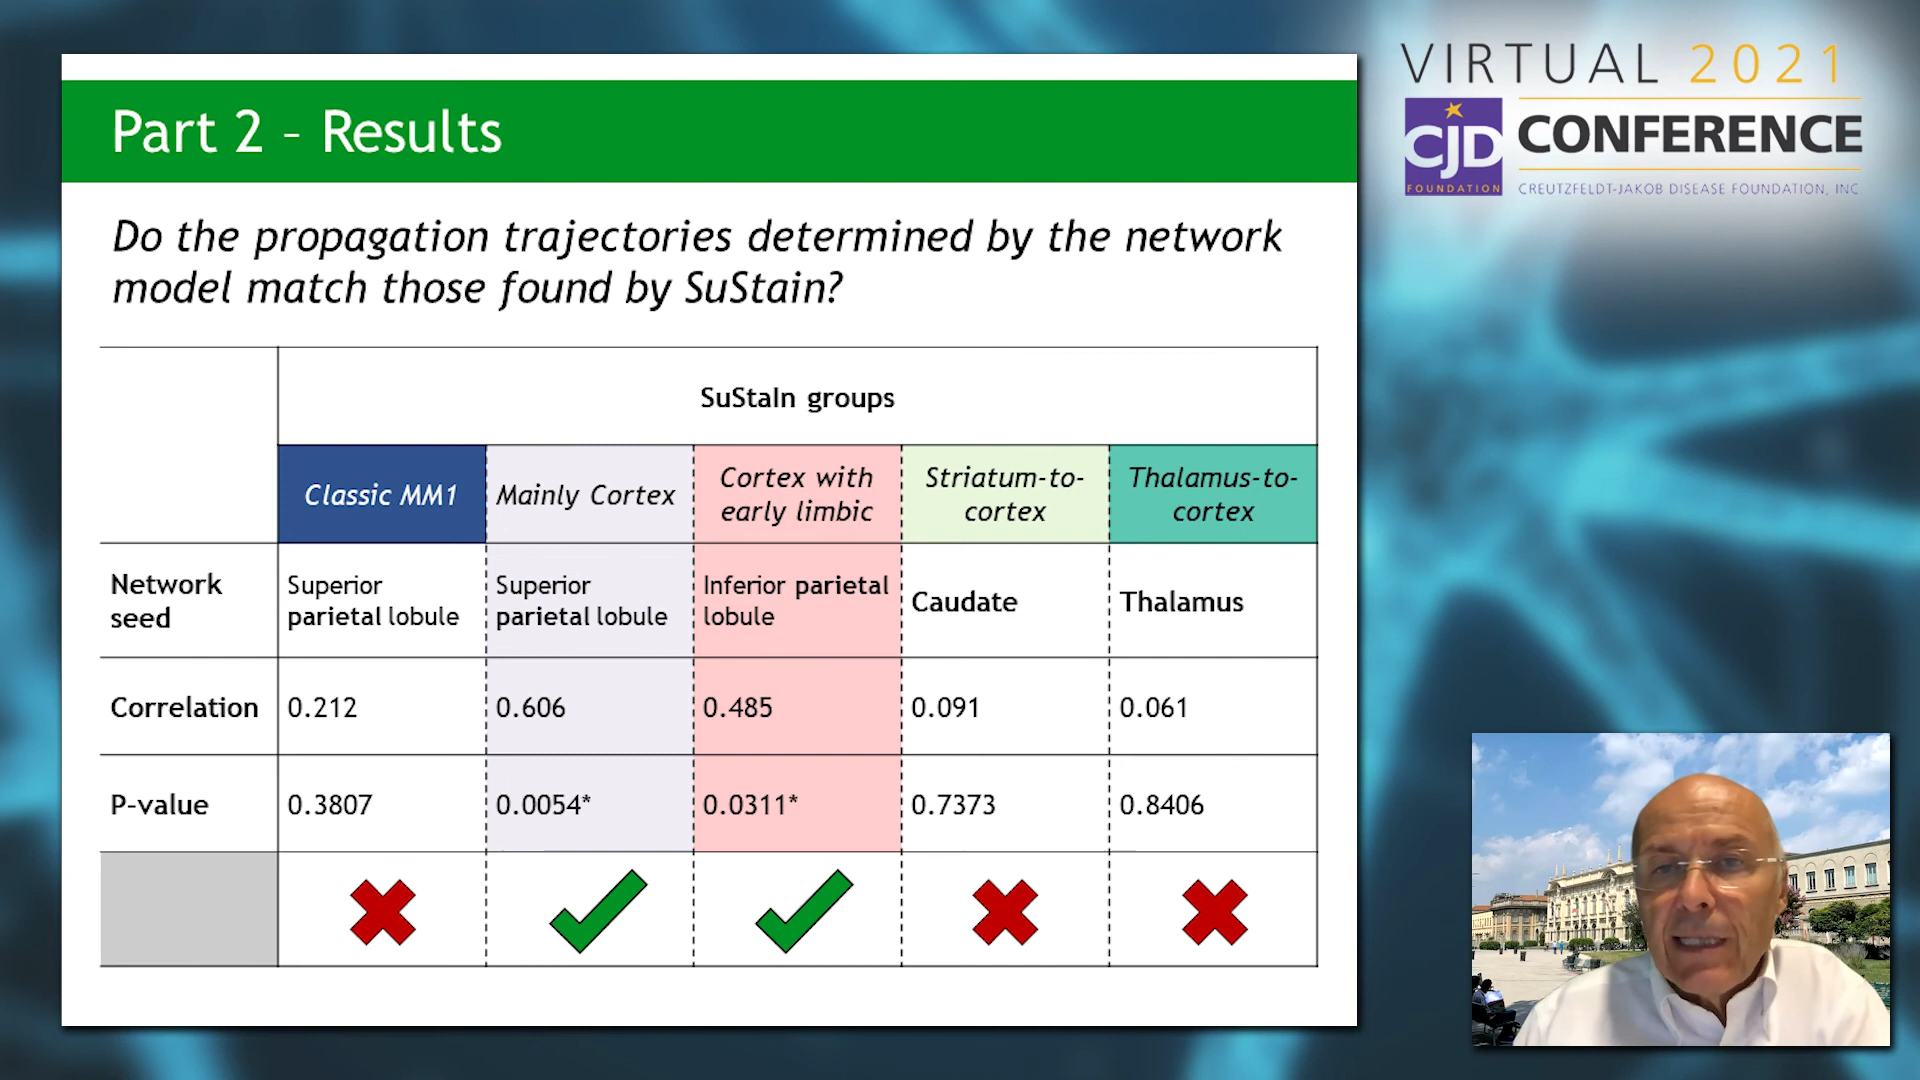 VIRTUAL 2021
CJD
FOUNDATION
CONFERENCE
CREUTZFELDT-JAKOB DISEASE FOUNDATION, INC
Part 2 – Results
Do the propagation trajectories determined by the network
model match those found by SuStain?
SuStaIn groups
Classic MM1
Mainly Cortex
Cortex with
early limbic
Striatum-to-
cortex
Thalamus-to-
cortex
Network
seed
Superior
parietal lobule
Superior
parietal lobule
Inferior parietal
lobule
Caudate
Thalamus
Correlation
0.212
0.606
0.485
0.091
0.061
P-value
0.3807
0.0054*
0.0311*
0.7373
0.8406